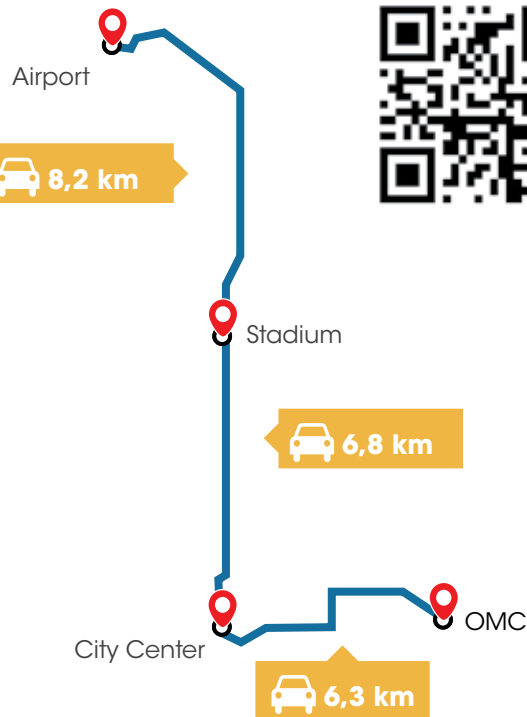 Airport
8,2 km
Stadium
6,8 km
OMC
City Center
6,3 km